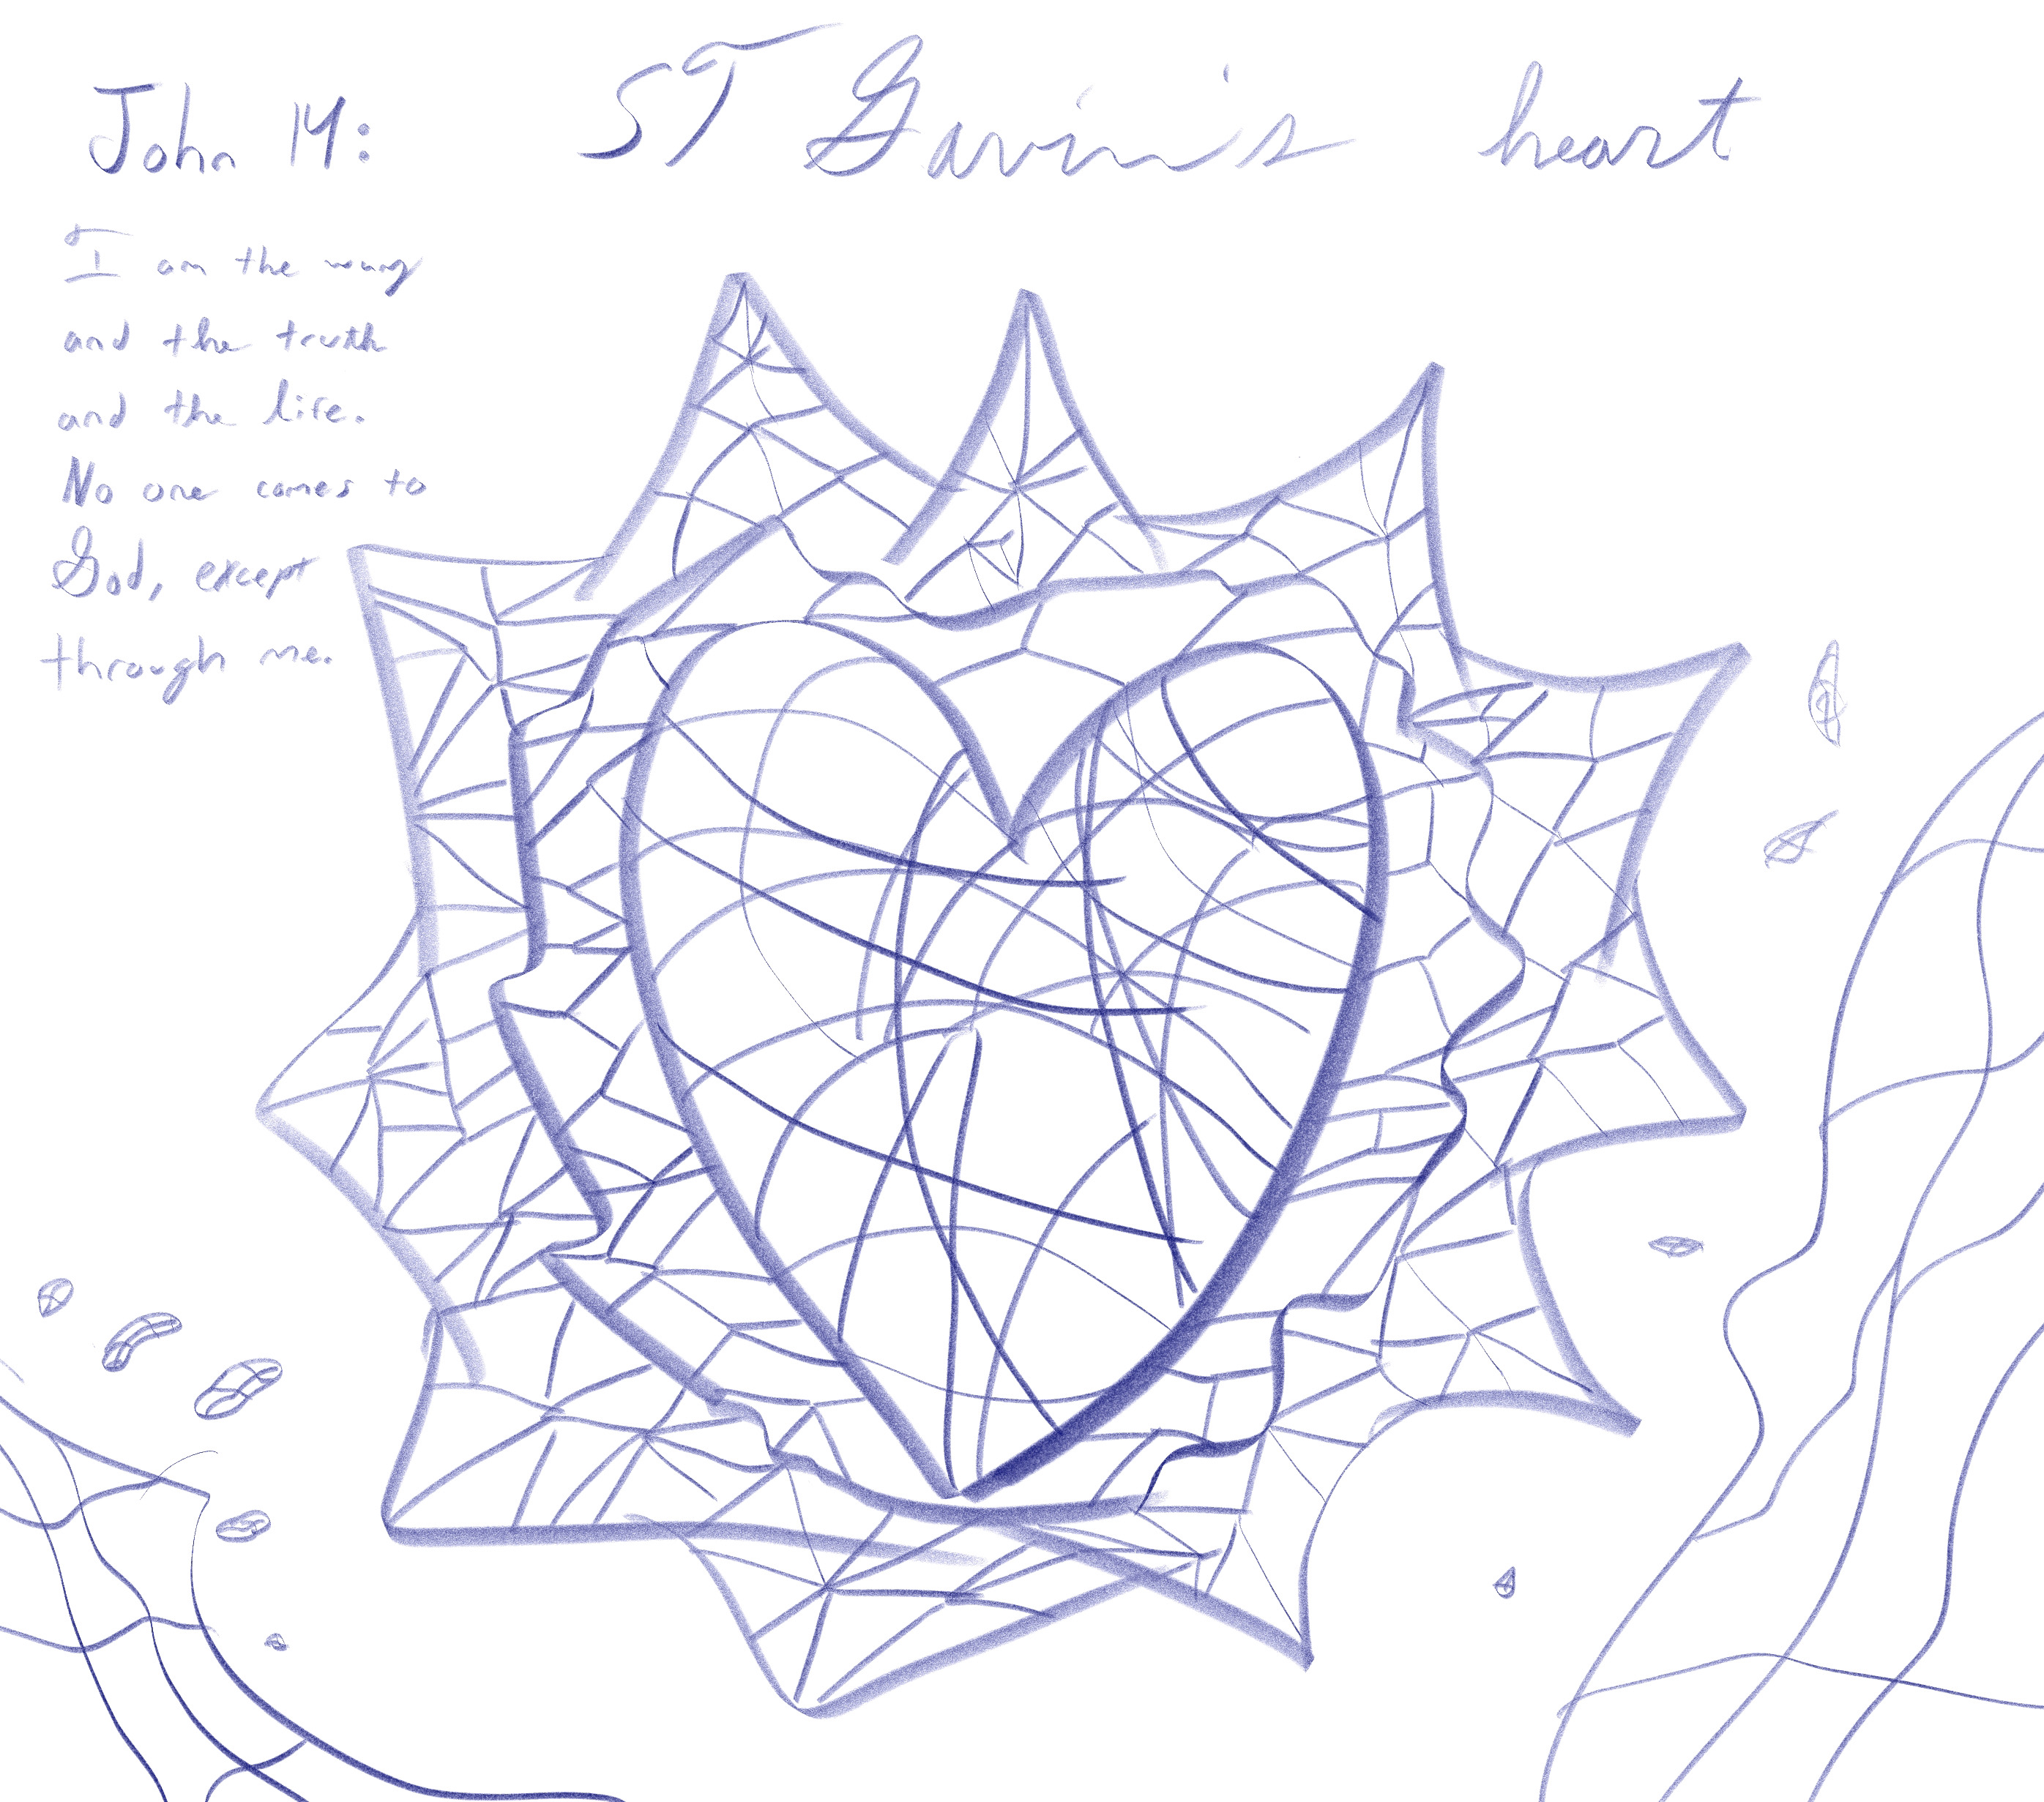 ST Gavin's heart
John 14:
I am the way
and the truth
and the life.
No one comes to
God, except
through me.